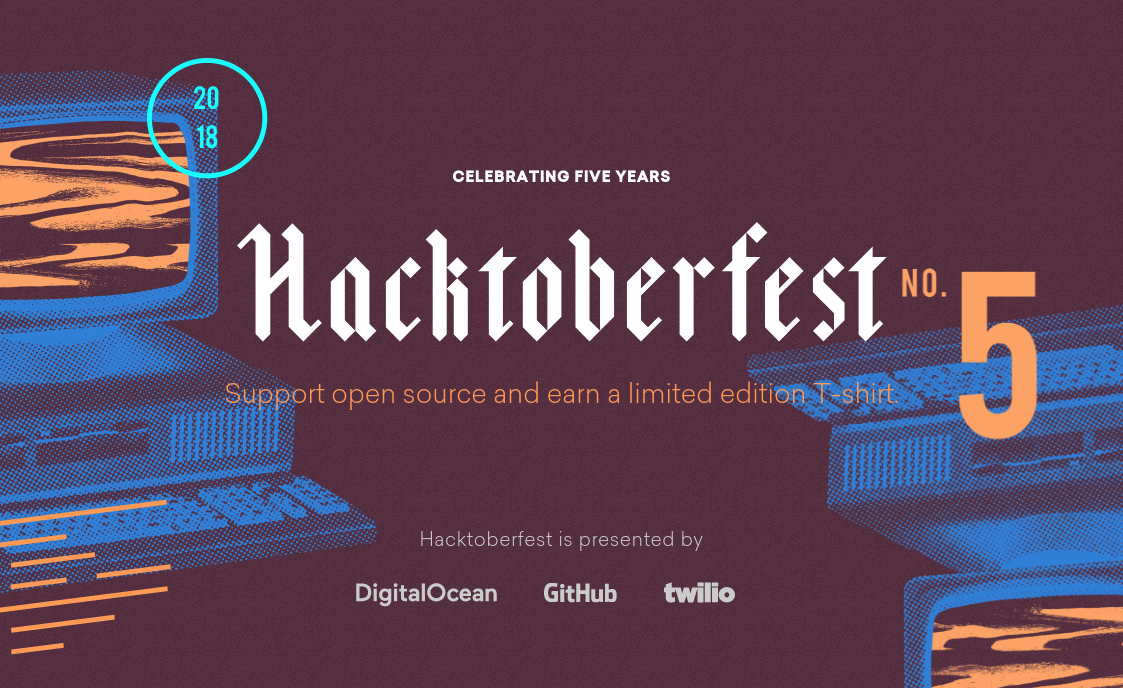 20
18
CELEBRATING FIVE YEARS
Hacktoberfest
NO. 5
Support open source and earn a limited edition T-shirt.
Hacktoberfest is presented by
DigitalOcean GitHub twilio